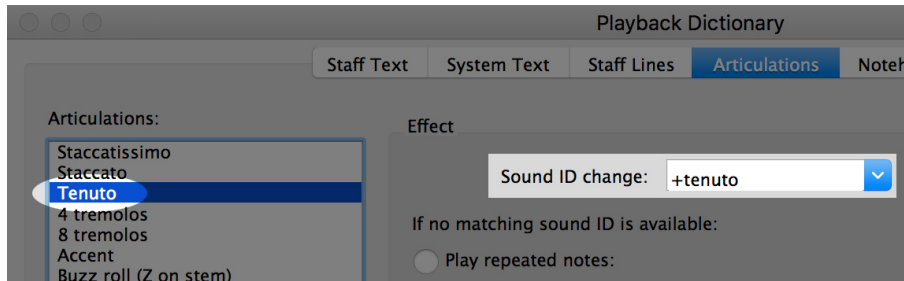 Playback Dictionary
Staff Text System Text Staff Lines Articulations
Articulations:
Effect
Staccatissimo
Staccato
Tenuto
4 tremolos
8 tremolos
Accent
Buzz roll (Z on stem)
Sound ID change: +tenuto
If no matching sound ID is available:
Play repeated notes: